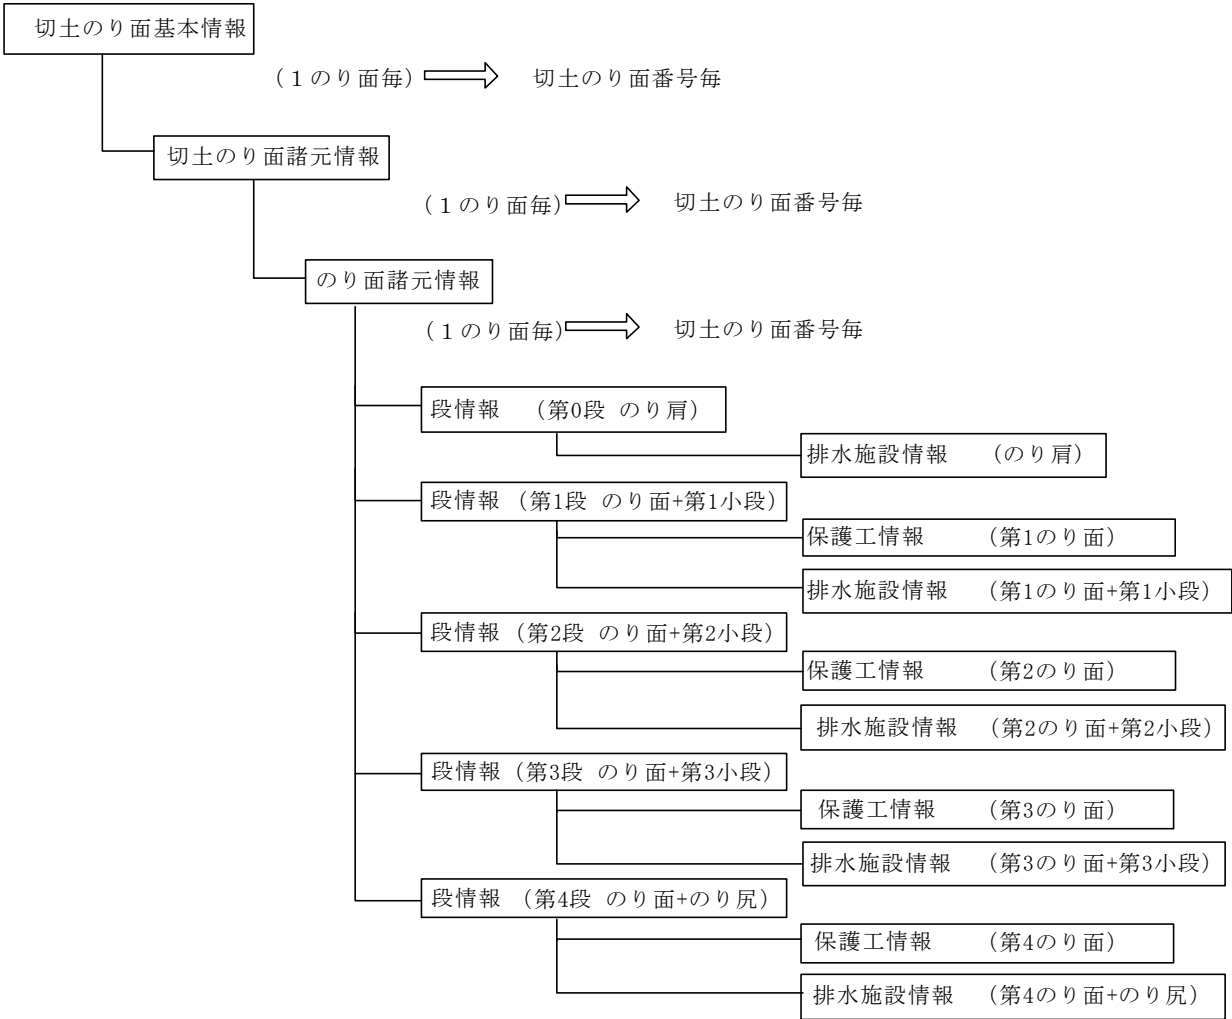 切土のり面基本情報
（１のり面毎） 切土のり面番号毎
切土のり面諸元情報
（１のり面毎） 切土のり面番号毎
のり面諸元情報
（１のり面毎） 切土のり面番号毎
段情報 （第0段 のり肩）
排水施設情報 （のり肩）
段情報 （第1段 のり面+第1小段）
保護工情報 （第1のり面）
排水施設情報 （第1のり面+第1小段）
段情報 （第2段 のり面+第2小段）
保護工情報 （第2のり面）
排水施設情報 （第2のり面+第2小段）
段情報 （第3段 のり面+第3小段）
保護工情報 （第3のり面）
排水施設情報 （第3のり面+第3小段）
段情報 （第4段 のり面+のり尻）
保護工情報 （第4のり面）
排水施設情報 （第4のり面+のり尻）